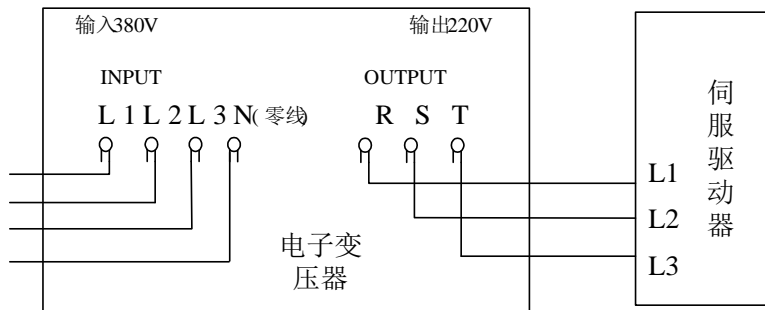 输入380V
输出220V
INPUT
OUTPUT
L 1 L 2 L 3 N(零线)
R S T
伺服驱动器
L1
L2
L3
电子变
压器